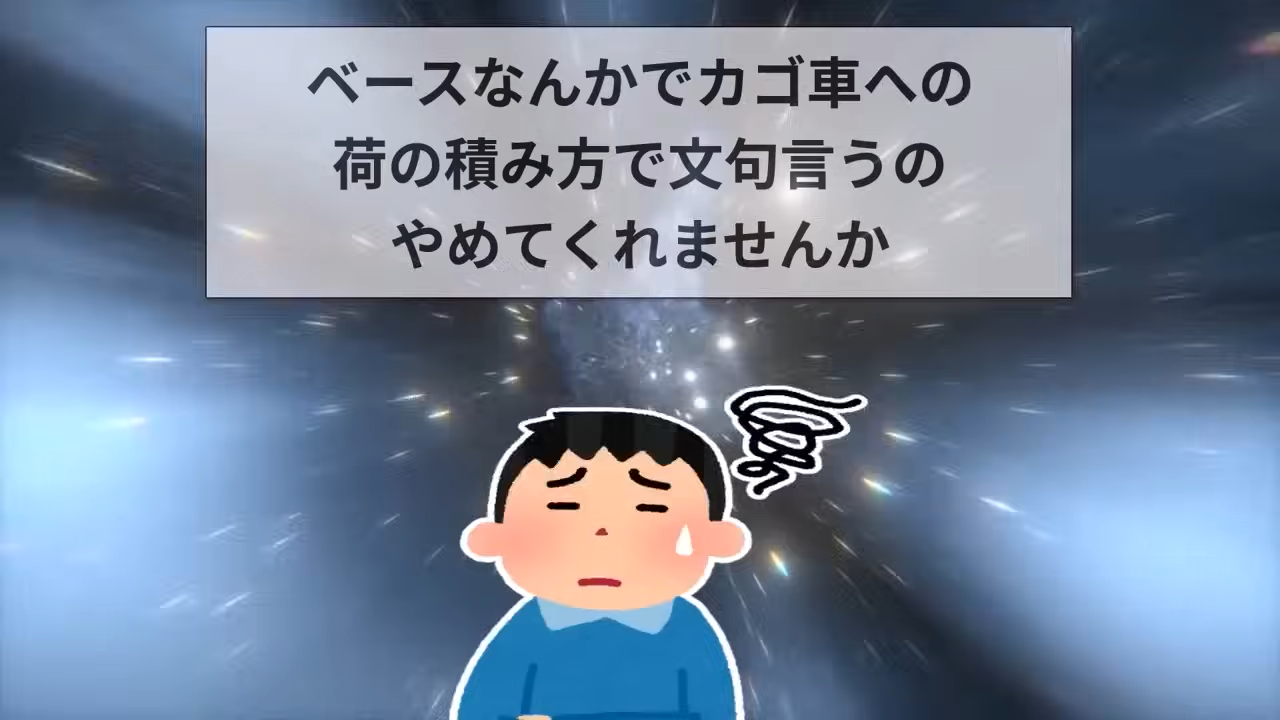 ベースなんかでカゴ車への
荷の積み方で文句言うの
やめてくれませんか